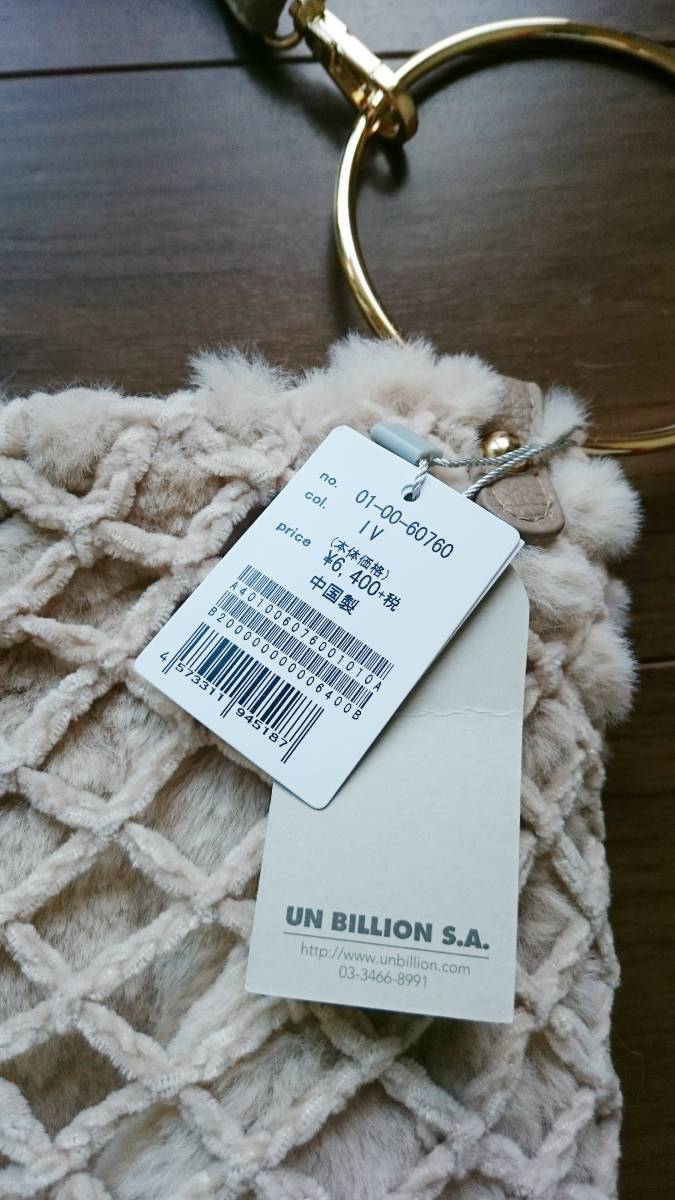 no. 01-00-60760
col. IV
price (本体価格)
¥6,400+税
中国製
A401006076001010A
B200000000006400B
4 573311 945187
UN BILLION S.A.
http://www.unbillion.com
03-3466-8991